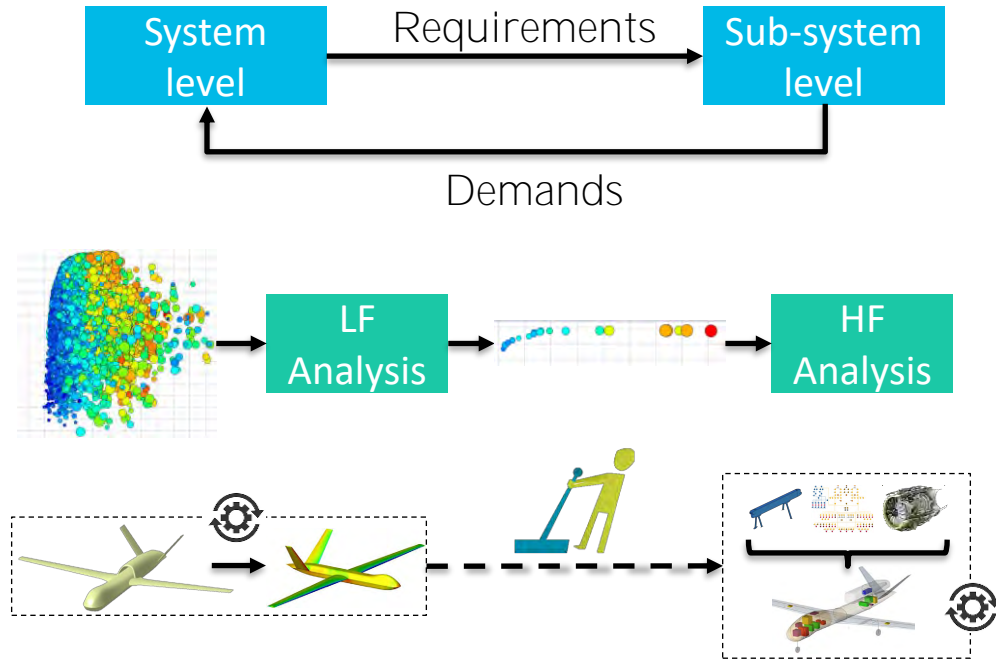 System
level
Requirements
Sub-system
level
Demands
LF
Analysis
HF
Analysis